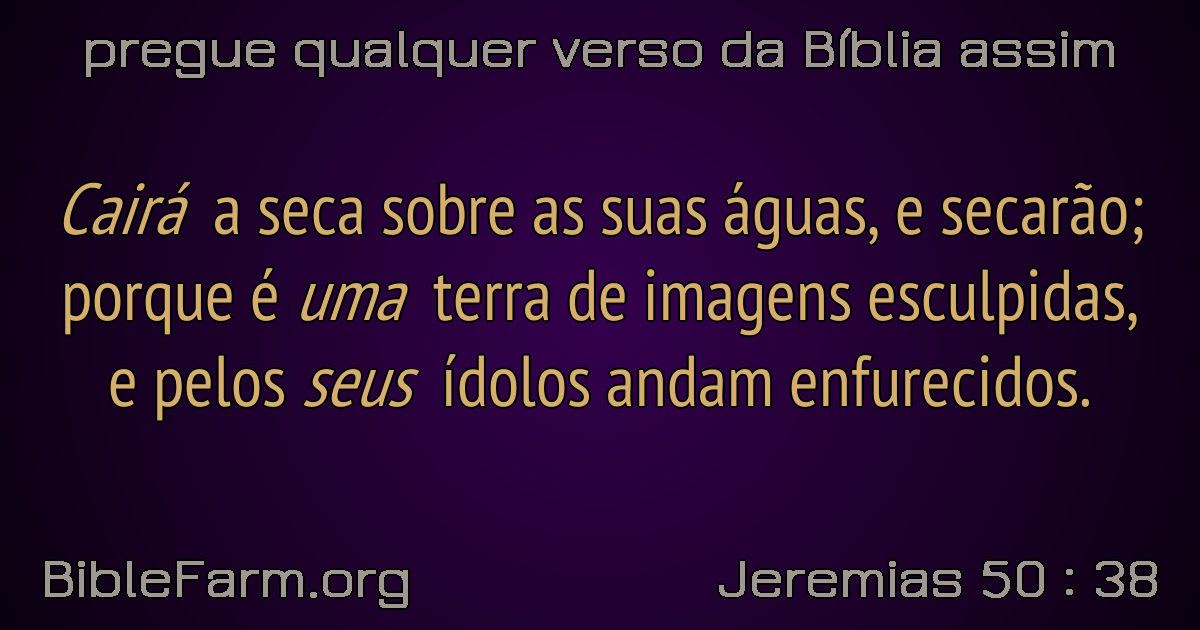 pregue qualquer verso da Bíblia assim
Cairá a seca sobre as suas águas, e secarão;
porque é uma terra de imagens esculpidas,
e pelos seus ídolos andam enfurecidos.
BibleFarm.org
Jeremias 50 : 38